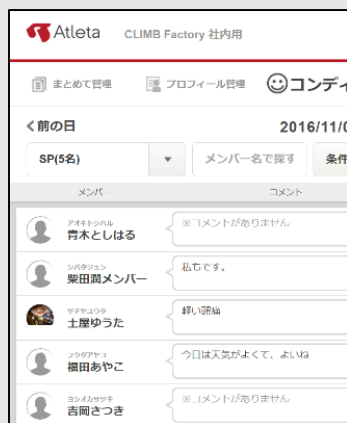 Atleta CLIMB Factory 社内用
まとめて管理 プロフィール管理 コンディ
<前の日 2016/11/0
SP(5名) メンバー名で探す 条件
メンバー コメント
アオキトシハル
青木としはる ※コメントがありません
シバタジュン
柴田潤メンバー 私もです。
ツチヤユウタ
土屋ゆうた 軽い頭痛
フクダアヤコ
福田あやこ 今日は天気がよくて、よいね
ヨシオカサツキ
吉岡さつき ※コメントがありません